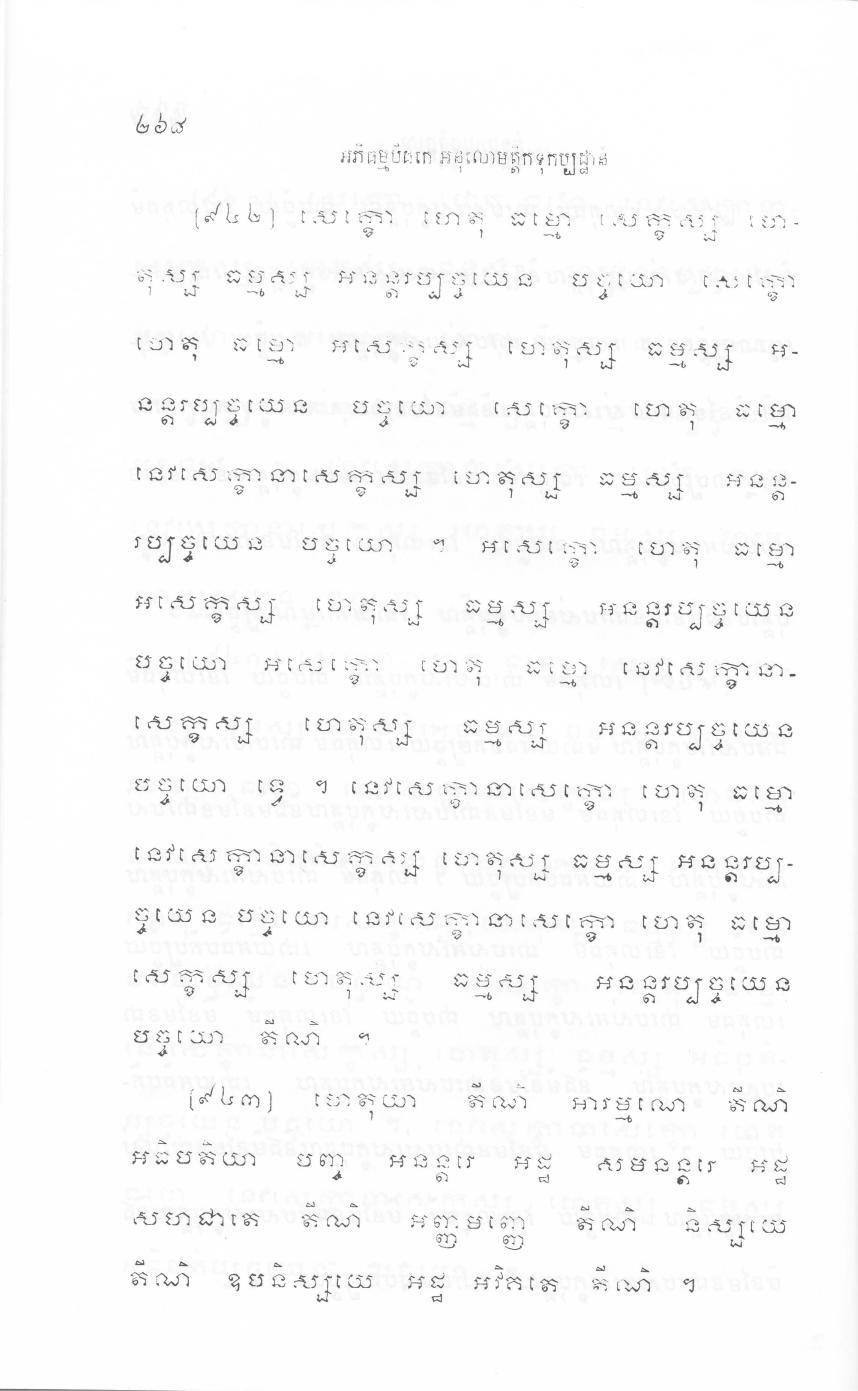 ២៦៨
អភិធម្មបិដកេ អនុលោមត្តិកទុកប្បដ្ឋានំ
[៩៤២] សេក្ខោ ហេតុ ធម្មោ សេក្ខស្ស ហេ-
តុស្ស ធម្មស្ស អនន្តរប្បច្ចយេន បច្ចយោ សេក្ខោ
ហេតុ ធម្មោ អសេក្ខស្ស ហេតុស្ស ធម្មស្ស អ-
នន្តរប្បច្ចយេន បច្ចយោ សេក្ខោ ហេតុ ធម្មោ
នេវសេក្ខានាសេក្ខស្ស ហេតុស្ស ធម្មស្ស អនន្ត-
រប្បច្ចយេន បច្ចយោ ។ អសេក្ខោ ហេតុ ធម្មោ
អសេក្ខស្ស ហេតុស្ស ធម្មស្ស អនន្តរប្បច្ចយេន
បច្ចយោ អសេក្ខោ ហេតុ ធម្មោ នេវសេក្ខានា-
សេក្ខស្ស ហេតុស្ស ធម្មស្ស អនន្តរប្បច្ចយេន
បច្ចយោ ទ្វេ ។ នេវសេក្ខានាសេក្ខោ ហេតុ ធម្មោ
នេវសេក្ខានាសេក្ខស្ស ហេតុស្ស ធម្មស្ស អនន្តរប្ប-
ច្ចយេន បច្ចយោ នេវសេក្ខានាសេក្ខោ ហេតុ ធម្មោ
សេក្ខស្ស ហេតុស្ស ធម្មស្ស អនន្តរប្បច្ចយេន
បច្ចយោ តីណិ ។
[៩៤៣] ហេតុយា តីណិ អារម្មណេ តីណិ
អធិបតិយា បញ្ច អនន្តរេ អដ្ឋ សមនន្តរេ អដ្ឋ
សហជាតេ តីណិ អញ្ញមញ្ញេ តីណិ និស្សយេ
តីណិ ឧបនិស្សយេ អដ្ឋ អវិគតេ តីណិ ។